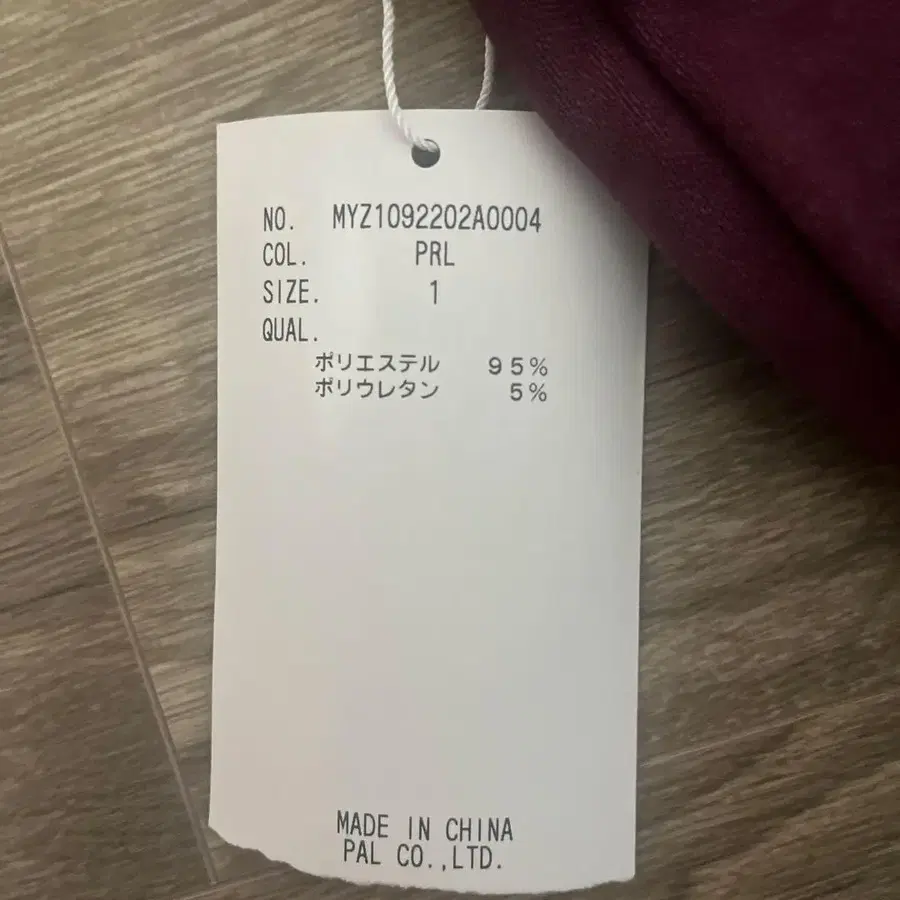 NO. MYZ1092202A0004
COL. PRL
SIZE. 1
QUAL.
ポリエステル 95%
ポリウレタン 5%
MADE IN CHINA
PAL CO.,LTD.